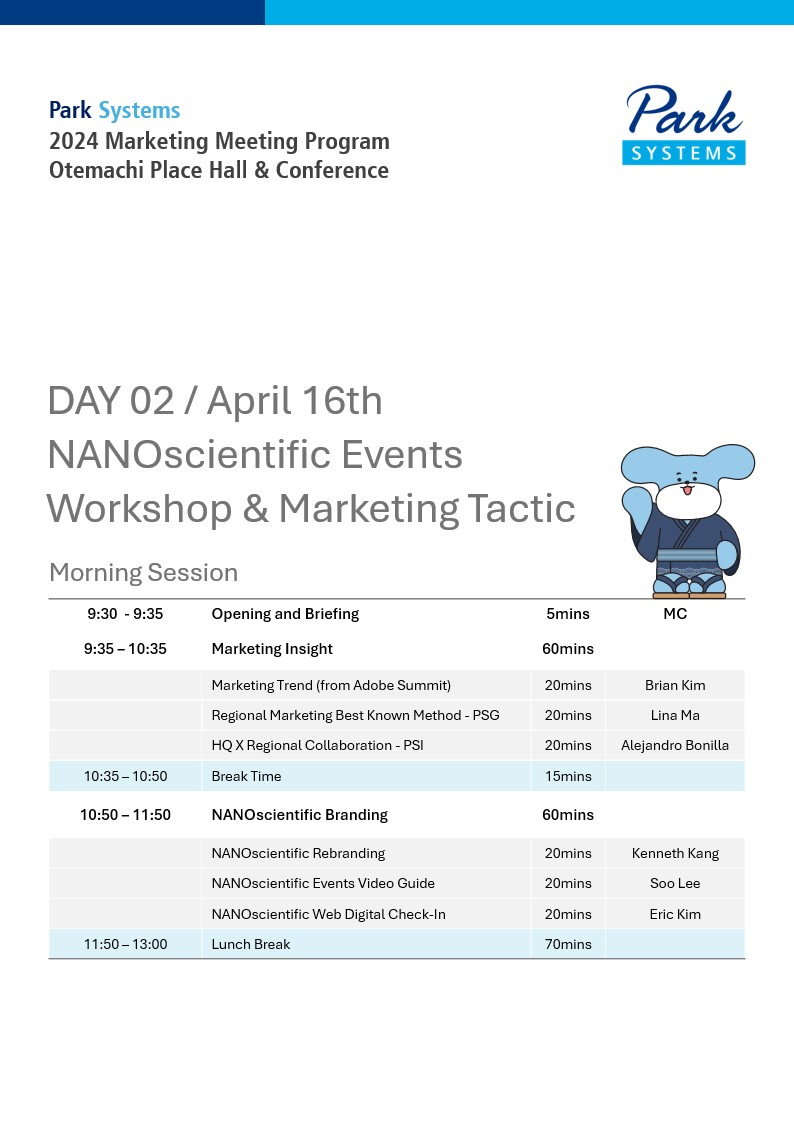 Park Systems
2024 Marketing Meeting Program
Otemachi Place Hall & Conference
Park
SYSTEMS
DAY 02 / April 16th
NANOscientific Events
Workshop & Marketing Tactic
Morning Session
9:30 - 9:35 Opening and Briefing 5mins MC
9:35 – 10:35 Marketing Insight 60mins
Marketing Trend (from Adobe Summit) 20mins Brian Kim
Regional Marketing Best Known Method - PSG 20mins Lina Ma
HQ X Regional Collaboration - PSI 20mins Alejandro Bonilla
10:35 – 10:50 Break Time 15mins
10:50 – 11:50 NANOscientific Branding 60mins
NANOscientific Rebranding 20mins Kenneth Kang
NANOscientific Events Video Guide 20mins Soo Lee
NANOscientific Web Digital Check-In 20mins Eric Kim
11:50 – 13:00 Lunch Break 70mins